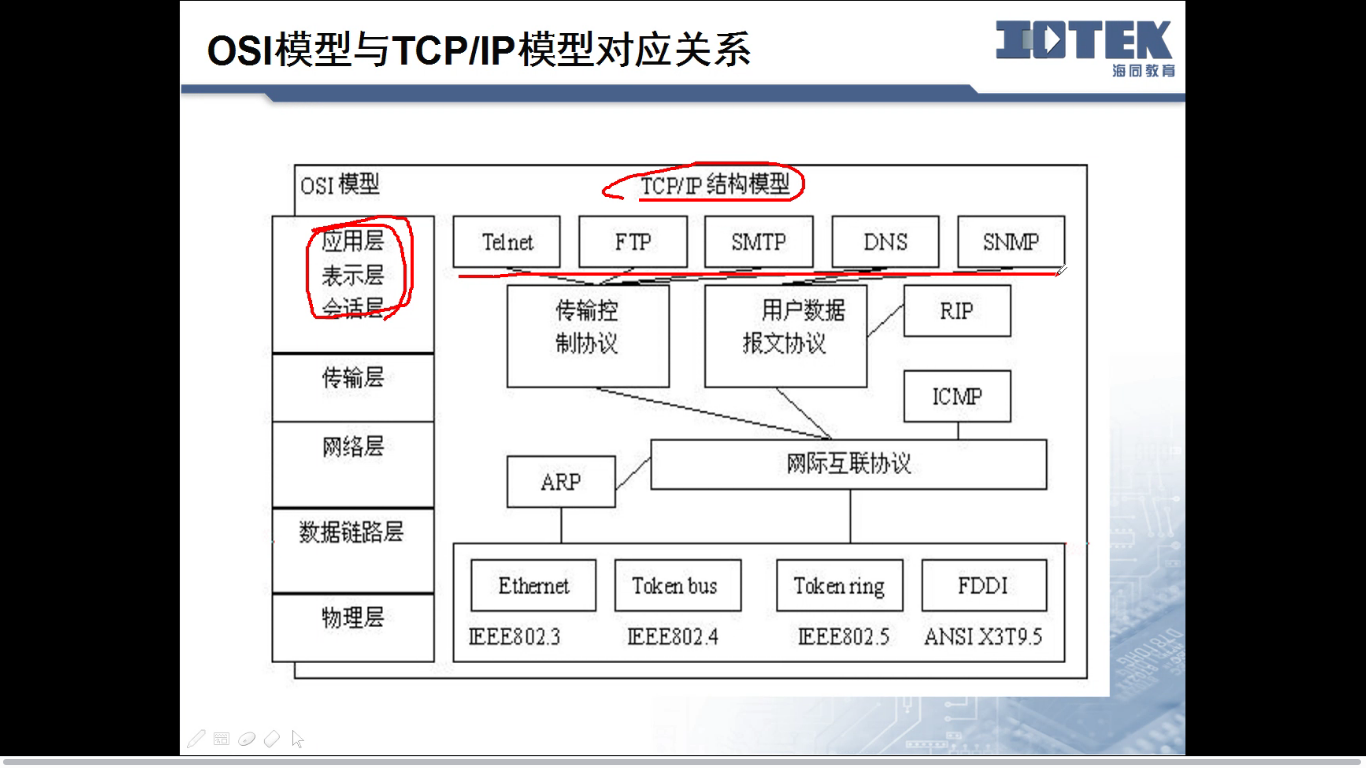 OSI模型与TCP/IP模型对应关系
IOTEK
海同教育
OSI 模型
TCP/IP 结构模型
应用层
表示层
会话层
传输层
网络层
数据链路层
物理层
Telnet
FTP
SMTP
DNS
SNMP
传输控
制协议
用户数据
报文协议
RIP
ICMP
网际互联协议
ARP
Ethernet
Token bus
Token ring
FDDI
IEEE802.3
IEEE802.4
IEEE802.5
ANSI X3T9.5